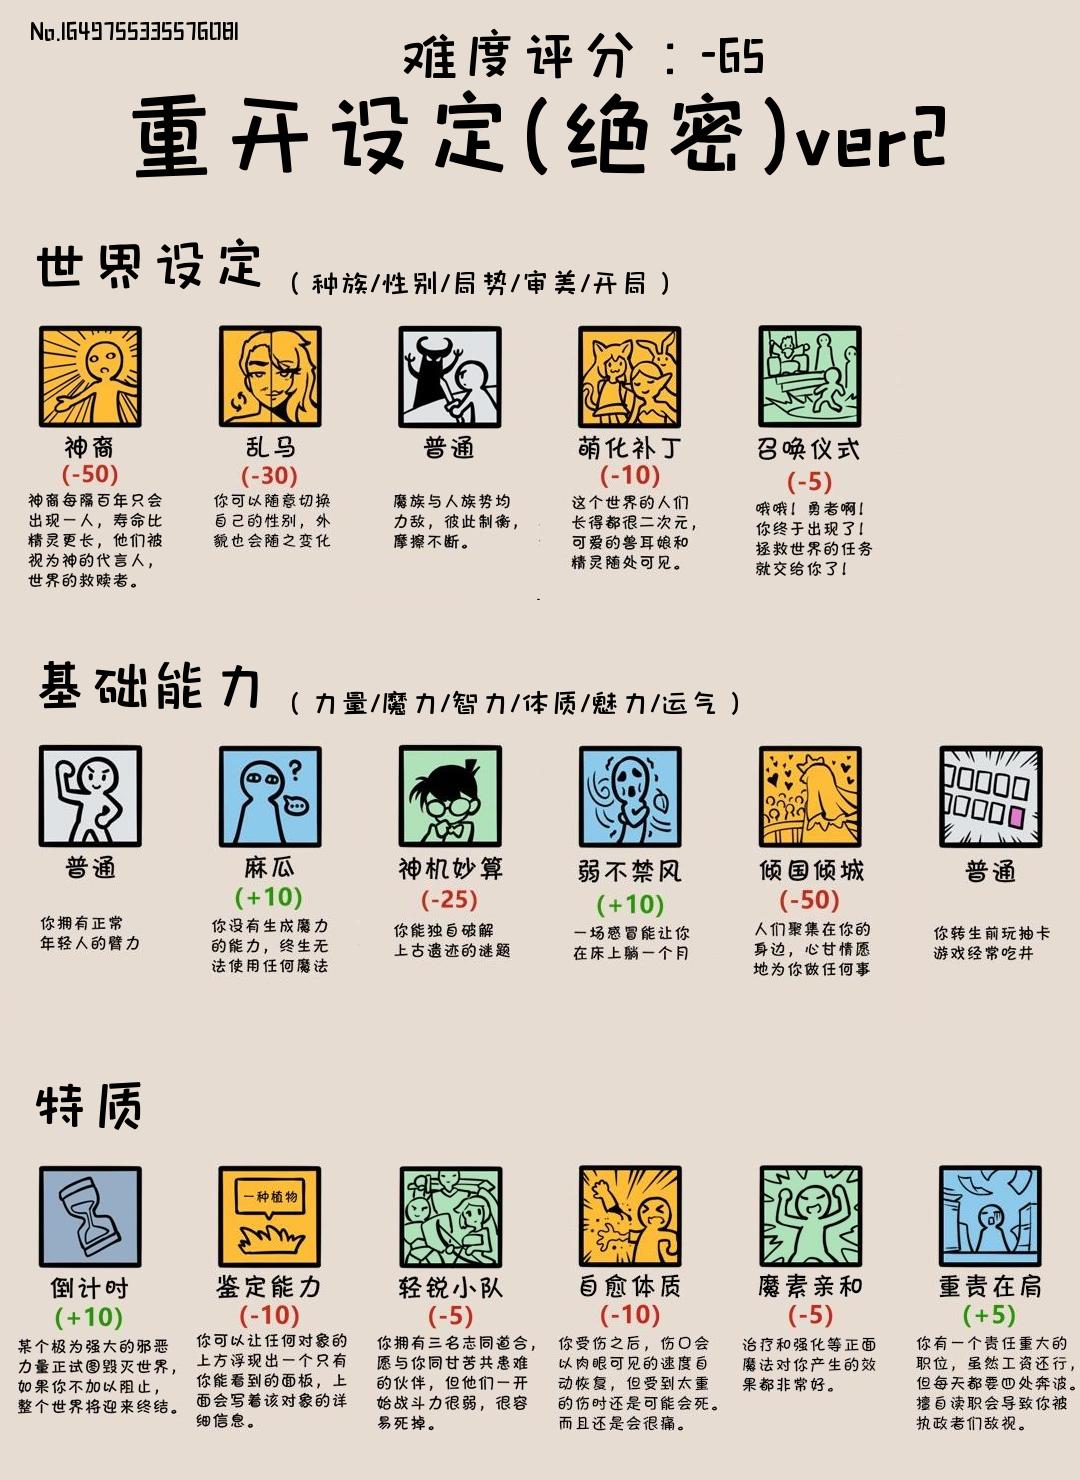 No.1649755335576081
难度评分：-65
重开设定(绝密)ver2
世界设定 （种族/性别/局势/审美/开局）
神裔
(-50)
神裔每隔百年只会
出现一人，寿命比
精灵更长，他们被
视为神的代言人，
世界的救赎者。
乱马
(-30)
你可以随意切换
自己的性别，外
貌也会随之变化
普通
魔族与人族势均
力敌，彼此制衡，
摩擦不断。
萌化补丁
(-10)
这个世界的人们
长得都很二次元，
可爱的兽耳娘和
精灵随处可见。
召唤仪式
(-5)
哦哦！勇者啊！
你终于出现了！
拯救世界的任务
就交给你了！
基础能力 （力量/魔力/智力/体质/魅力/运气）
普通
你拥有正常
年轻人的臂力
麻瓜
(+10)
你没有生成魔力
的能力，终生无
法使用任何魔法
神机妙算
(-25)
你能独自破解
上古遗迹的谜题
弱不禁风
(+10)
一场感冒能让你
在床上躺一个月
倾国倾城
(-50)
人们聚集在你的
身边，心甘情愿
地为你做任何事
普通
你转生前玩抽卡
游戏经常吃井
特质
倒计时
(+10)
某个极为强大的邪恶
力量正试图毁灭世界，
如果你不加以阻止，
整个世界将迎来终结。
一种植物
鉴定能力
(-10)
你可以让任何对象的
上方浮现出一个只有
你能看到的面板，上
面会写着该对象的详
细信息。
轻锐小队
(-5)
你拥有三名志同道合，
愿与你同甘苦共患难
的伙伴，但他们一开
始战斗力很弱，很容
易死掉。
自愈体质
(-10)
你受伤之后，伤口会
以肉眼可见的速度自
动恢复，但受到太重
的伤时还是可能会死。
而且还是会很痛。
魔素亲和
(-5)
治疗和强化等正面
魔法对你产生的效
果都非常好。
重责在肩
(+5)
你有一个责任重大的
职位，虽然工资还行，
但每天都要四处奔波。
擅自渎职会导致你被
执政者们敌视。